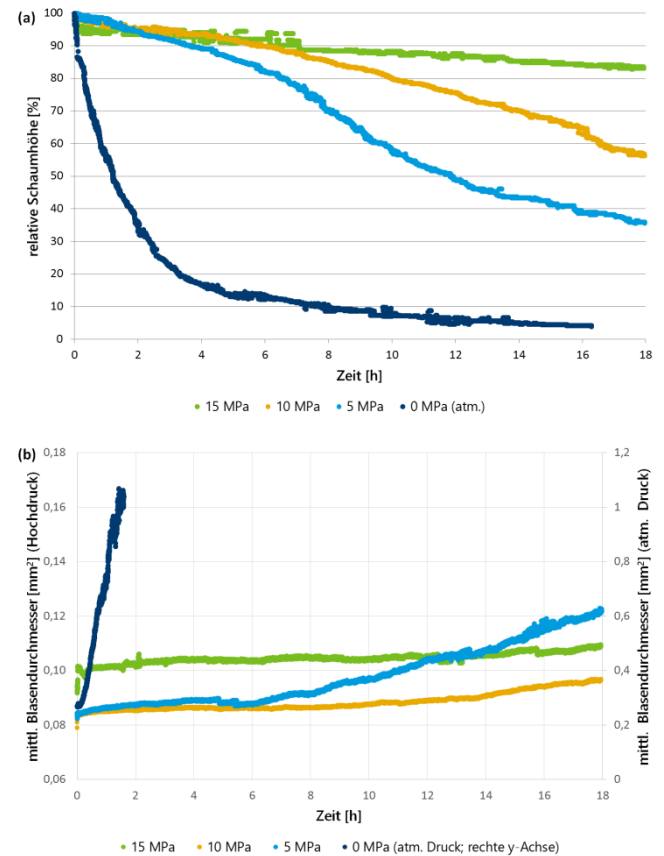 (a)
relative Schaumhöhe [%]
100
90
80
70
60
50
40
30
20
10
0
0 2 4 6 8 10 12 14 16 18
Zeit [h]
15 MPa 10 MPa 5 MPa 0 MPa (atm.)
(b)
mittl. Blasendurchmesser [mm²] (Hochdruck)
0,18
0,16
0,14
0,12
0,10
0,08
0,06
1,2
1
0,8
0,6
0,4
0,2
0
mittl. Blasendurchmesser [mm²] (atm. Druck)
0 2 4 6 8 10 12 14 16 18
Zeit [h]
15 MPa 10 MPa 5 MPa 0 MPa (atm. Druck; rechte y-Achse)